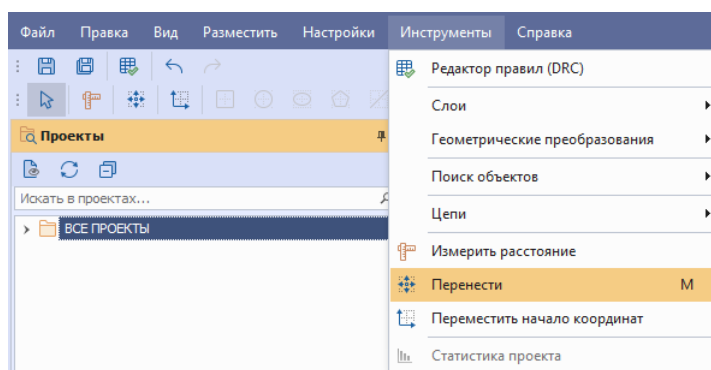 Файл Правка Вид Разместить Настройки Инструменты Справка
Редактор правил (DRC)
Слои
Проекты
Геометрические преобразования
Поиск объектов
Искать в проектах...
Цепи
ВСЕ ПРОЕКТЫ
Измерить расстояние
Перенести M
Переместить начало координат
Статистика проекта